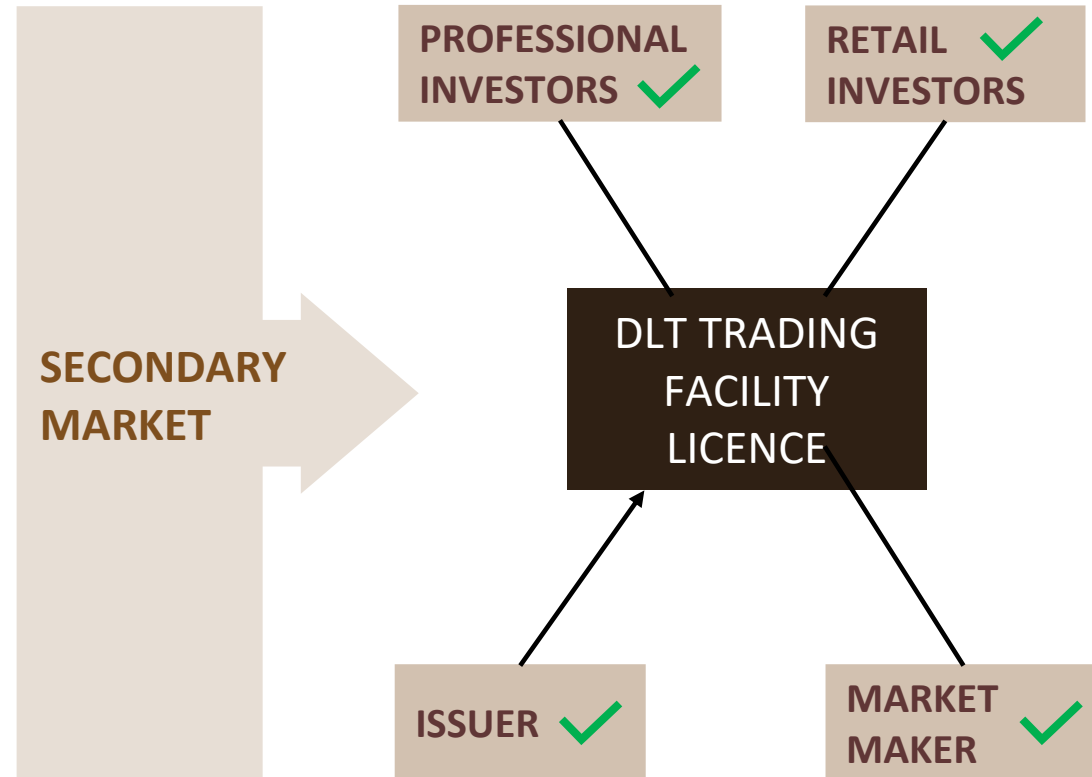 PROFESSIONAL
INVESTORS
RETAIL
INVESTORS
SECONDARY
MARKET
DLT TRADING
FACILITY
LICENCE
ISSUER
MARKET
MAKER